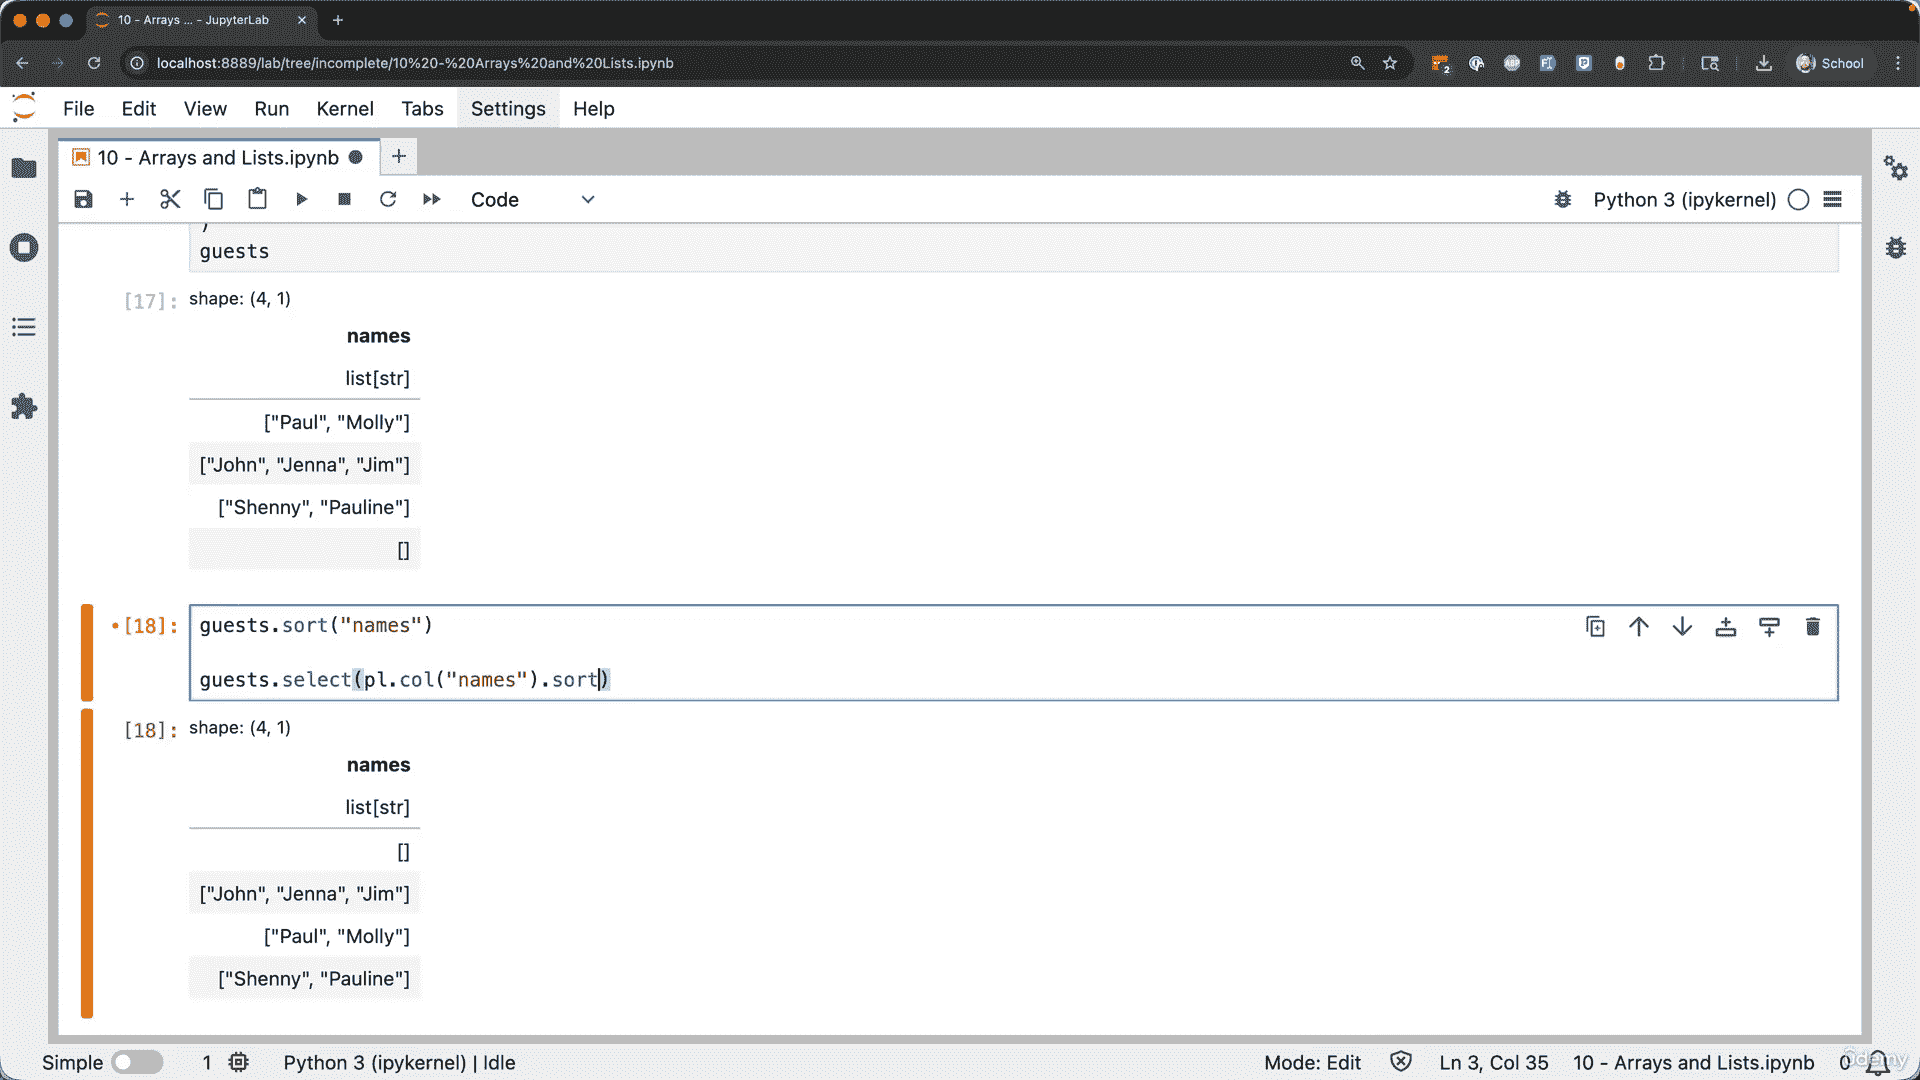 10 - Arrays ... - JupyterLab
localhost:8889/lab/tree/incomplete/10%20-%20Arrays%20and%20Lists.ipynb
2
ABP
School
File Edit View Run Kernel Tabs Settings Help
10 - Arrays and Lists.ipynb
Code
Python 3 (ipykernel)
)
guests
[17]: shape: (4, 1)
names
list[str]
["Paul", "Molly"]
["John", "Jenna", "Jim"]
["Shenny", "Pauline"]
[]
[18]: guests.sort("names")
guests.select(pl.col("names").sort)
[18]: shape: (4, 1)
names
list[str]
[]
["John", "Jenna", "Jim"]
["Paul", "Molly"]
["Shenny", "Pauline"]
Simple 1 Python 3 (ipykernel) | Idle Mode: Edit Ln 3, Col 35 10 - Arrays and Lists.ipynb 0
udemy